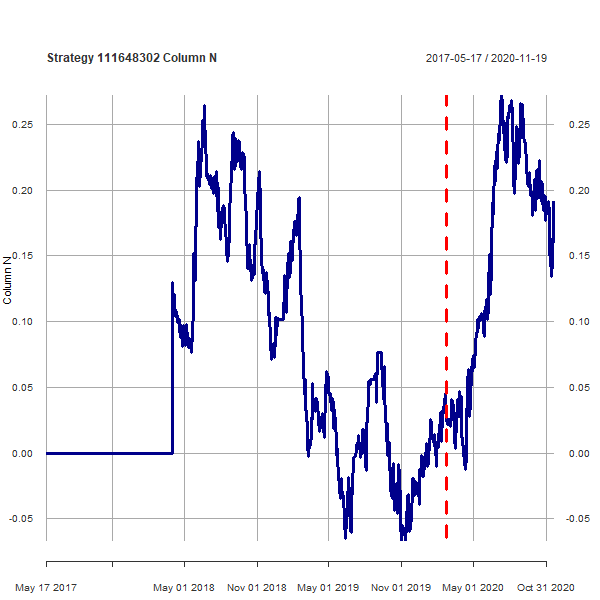 Strategy 111648302 Column N
2017-05-17 / 2020-11-19
0.25
0.20
0.15
0.10
0.05
0.00
-0.05
Column N
0.25
0.20
0.15
0.10
0.05
0.00
-0.05
May 17 2017
May 01 2018
Nov 01 2018
May 01 2019
Nov 01 2019
May 01 2020
Oct 31 2020